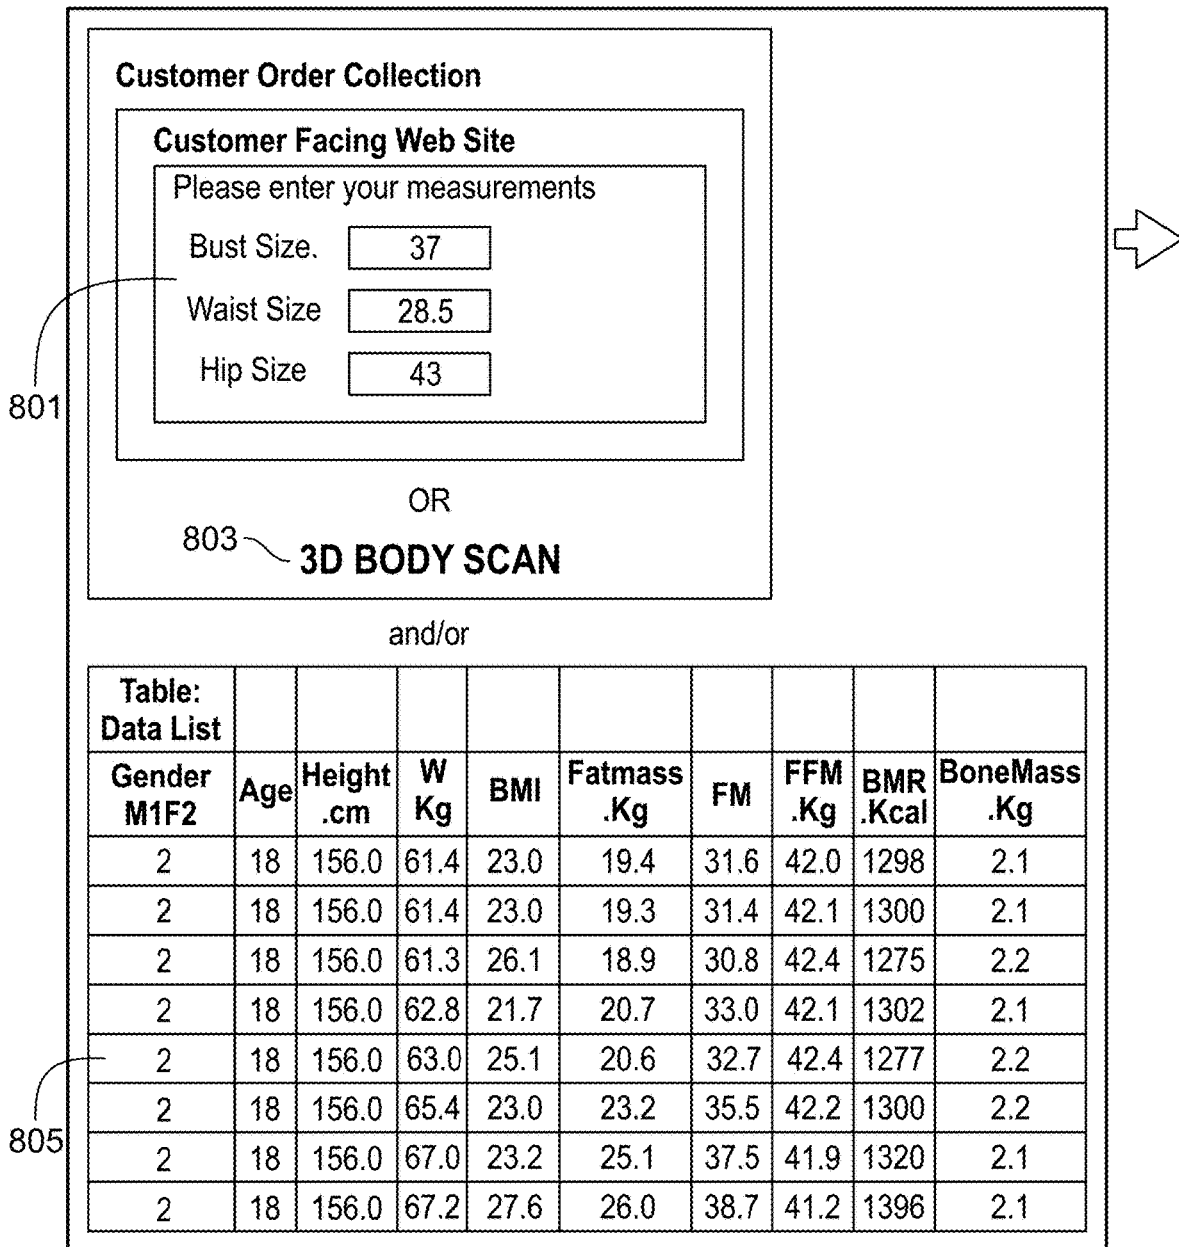 Customer Order Collection
Customer Facing Web Site
Please enter your measurements
Bust Size. 37
Waist Size 28.5
Hip Size 43
801
OR
803
3D BODY SCAN
and/or
Table:
Data List
Gender M1F2 Age Height .cm W Kg BMI Fatmass .Kg FM FFM .Kg BMR .Kcal BoneMass .Kg
2 18 156.0 61.4 23.0 19.4 31.6 42.0 1298 2.1
2 18 156.0 61.4 23.0 19.3 31.4 42.1 1300 2.1
2 18 156.0 61.3 26.1 18.9 30.8 42.4 1275 2.2
2 18 156.0 62.8 21.7 20.7 33.0 42.1 1302 2.1
2 18 156.0 63.0 25.1 20.6 32.7 42.4 1277 2.2
2 18 156.0 65.4 23.0 23.2 35.5 42.2 1300 2.2
805
2 18 156.0 67.0 23.2 25.1 37.5 41.9 1320 2.1
2 18 156.0 67.2 27.6 26.0 38.7 41.2 1396 2.1